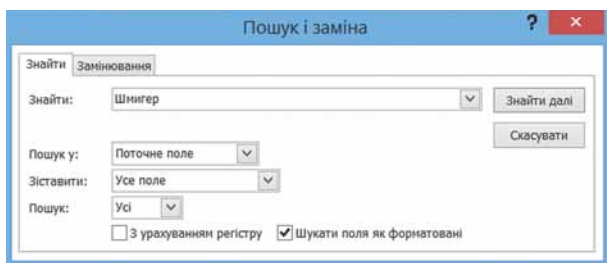 Пошук і заміна
? ×
Знайти Замінювання
Знайти: Шмигер Знайти далі
Скасувати
Пошук у: Поточне поле
Зіставити: Усе поле
Пошук: Усі
З урахуванням регістру Шукати поля як форматовані